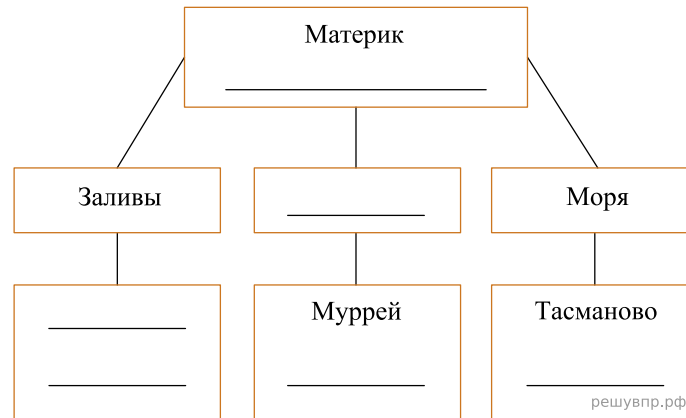 Материк
Заливы
Моря
Муррей
Тасманово
решувпр.рф